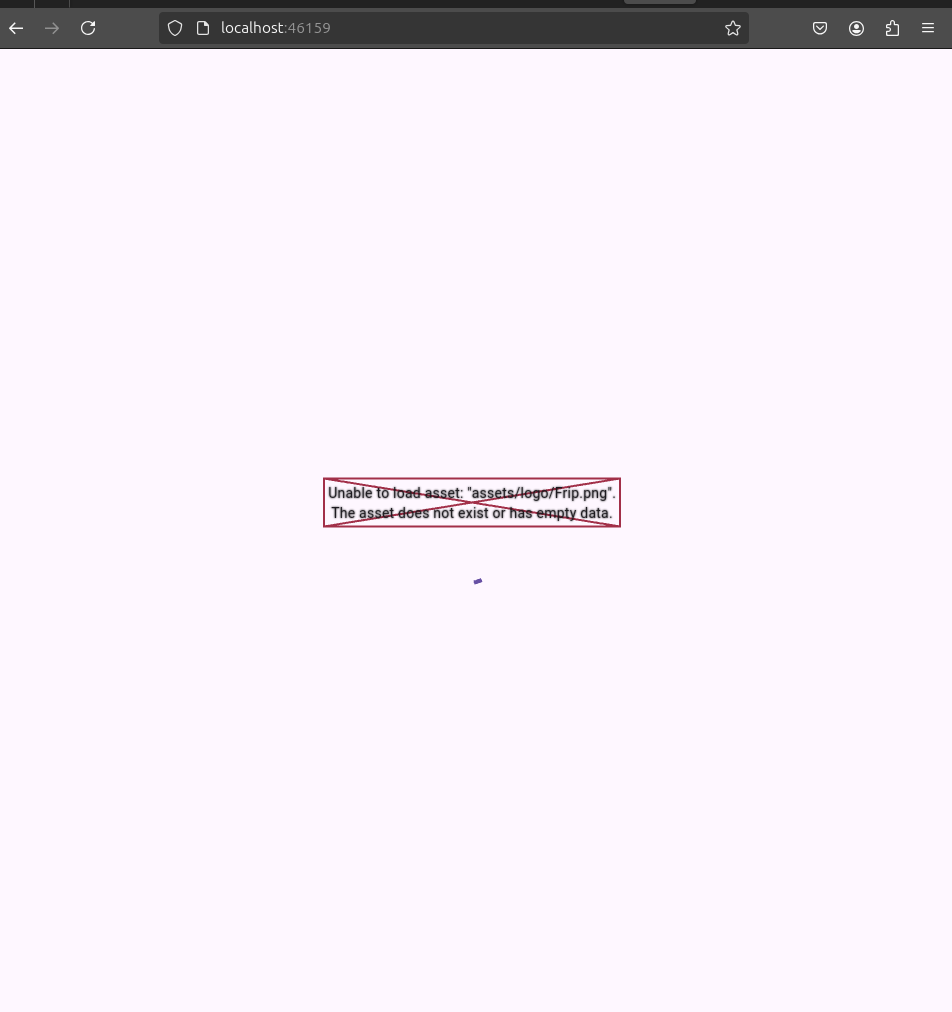 localhost:46159
Unable to load asset: "assets/logo/Frip.png".
The asset does not exist or has empty data.